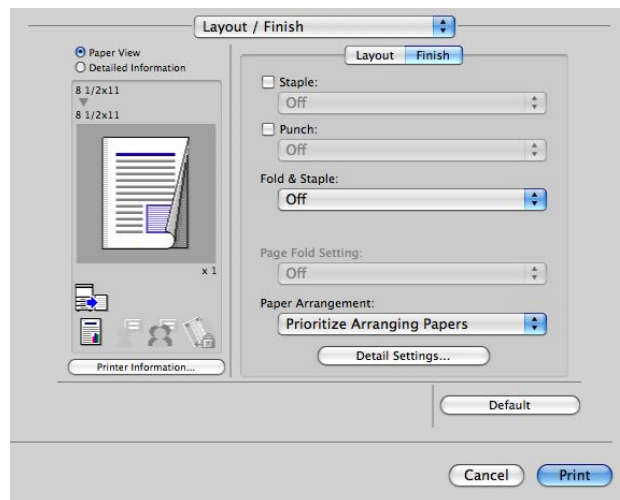 Layout / Finish
Paper View
Detailed Information
8 1/2x11
8 1/2x11
x 1
Printer Information...
Layout
Finish
Staple:
Off
Punch:
Off
Fold & Staple:
Off
Page Fold Setting:
Off
Paper Arrangement:
Prioritize Arranging Papers
Detail Settings...
Default
Cancel
Print